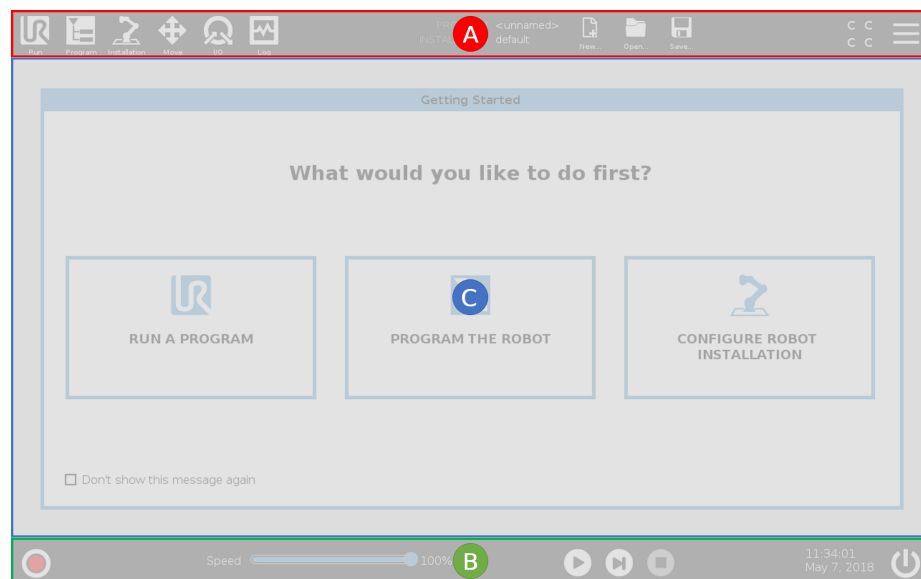 Run Program Installation Move I/O Log
<unnamed>
default
New... Open... Save...
C C
C C
A
Getting Started
What would you like to do first?
C
RUN A PROGRAM
PROGRAM THE ROBOT
CONFIGURE ROBOT
INSTALLATION
Don't show this message again
Speed 100%
B
11:34:01
May 7, 2018